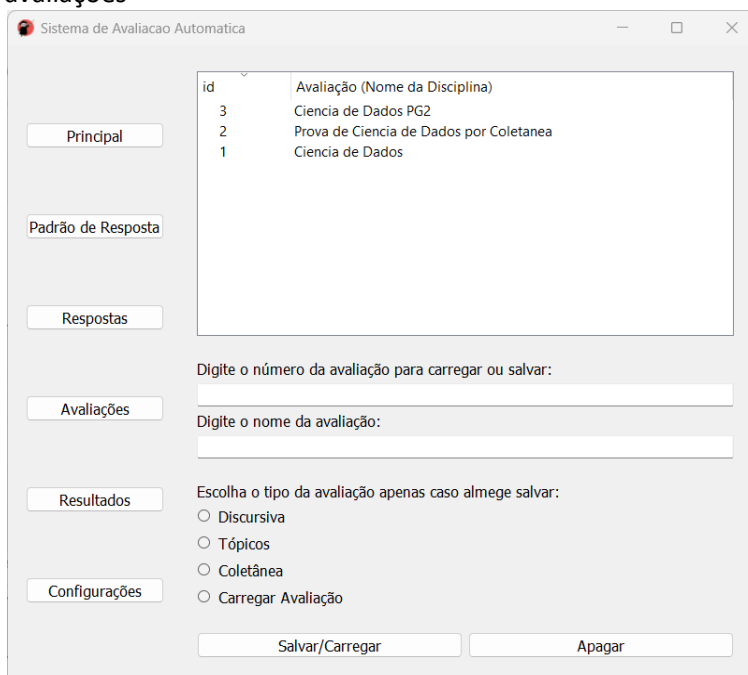 avaliações
Sistema de Avaliacao Automatica
id Avaliação (Nome da Disciplina)
3 Ciencia de Dados PG2
2 Prova de Ciencia de Dados por Coletanea
1 Ciencia de Dados
Principal
Padrão de Resposta
Respostas
Avaliações
Resultados
Configurações
Digite o número da avaliação para carregar ou salvar:
Digite o nome da avaliação:
Escolha o tipo da avaliação apenas caso almege salvar:
Discursiva
Tópicos
Coletânea
Carregar Avaliação
Salvar/Carregar
Apagar